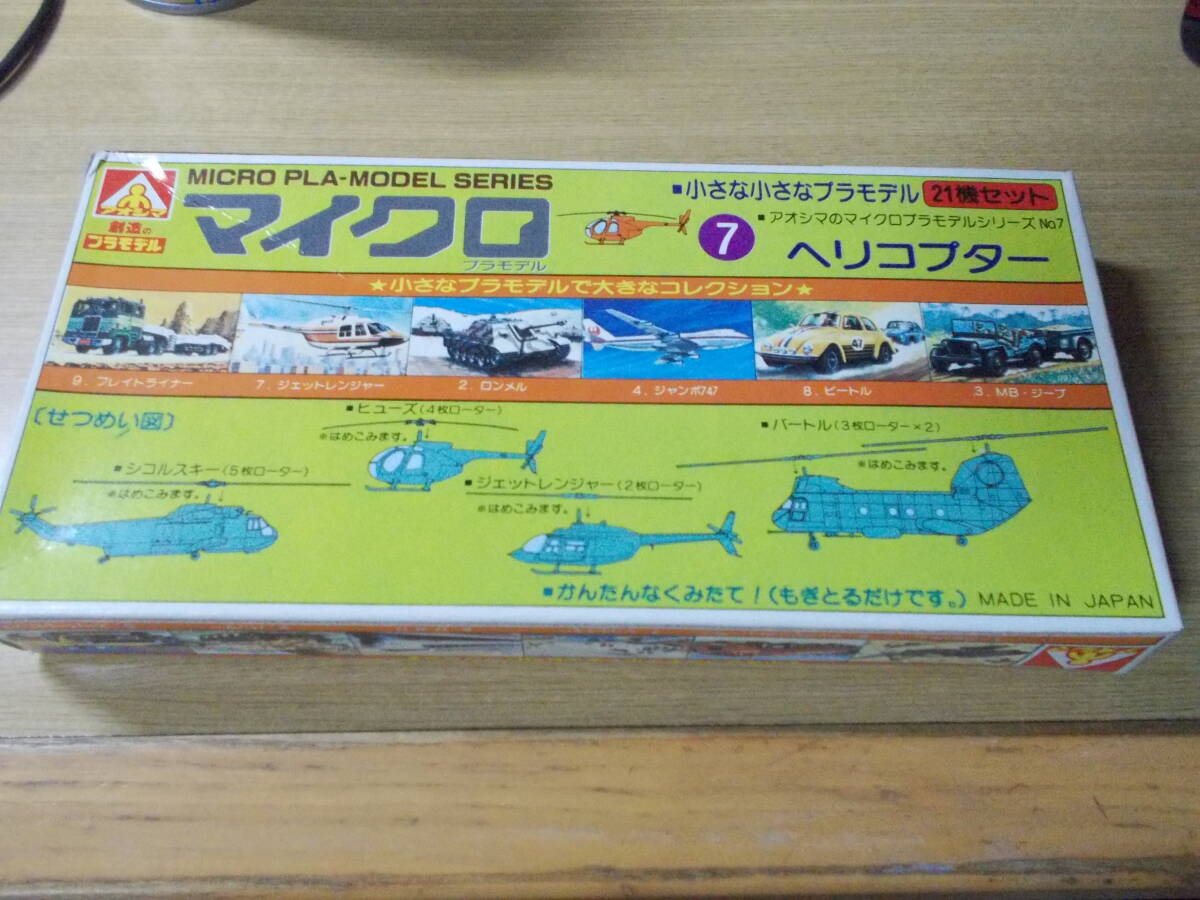 アオシマ
創造の
プラモデル
MICRO PLA-MODEL SERIES
マイクロ
プラモデル
■小さな小さなプラモデル 21機セット
7
■アオシマのマイクロプラモデルシリーズ No7
ヘリコプター
★小さなプラモデルで大きなコレクション★
9. フレイトライナー
7. ジェットレンジャー
2. ロンメル
4. ジャンボ747
8. ビートル
3. MB・ジープ
47
〔せつめい図〕
■ヒューズ(4枚ローター)
※はめこみます。
■バートル(3枚ローター×2)
※はめこみます。
■シコルスキー(5枚ローター)
※はめこみます。
■ジェットレンジャー(2枚ローター)
※はめこみます。
■かんたんなくみたて!(もぎとるだけです。) MADE IN JAPAN